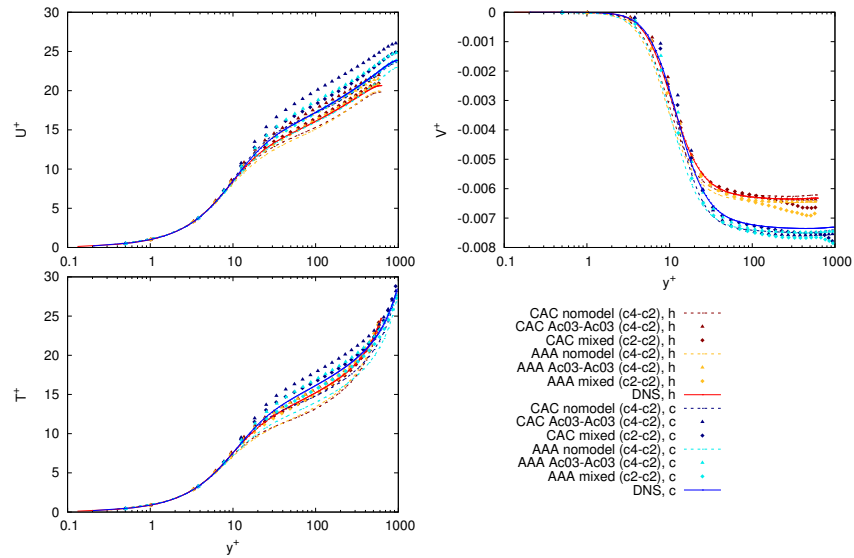 30
25
20
15
10
5
0
0.1 1 10 100 1000
U+
y+
0
-0.001
-0.002
-0.003
-0.004
-0.005
-0.006
-0.007
-0.008
0.1 1 10 100 1000
V+
y+
30
25
20
15
10
5
0
0.1 1 10 100 1000
T+
y+
CAC nomodel (c4-c2), h
CAC Ac03-Ac03 (c4-c2), h
CAC mixed (c2-c2), h
AAA nomodel (c4-c2), h
AAA Ac03-Ac03 (c4-c2), h
AAA mixed (c2-c2), h
DNS, h
CAC nomodel (c4-c2), c
CAC Ac03-Ac03 (c4-c2), c
CAC mixed (c2-c2), c
AAA nomodel (c4-c2), c
AAA Ac03-Ac03 (c4-c2), c
AAA mixed (c2-c2), c
DNS, c